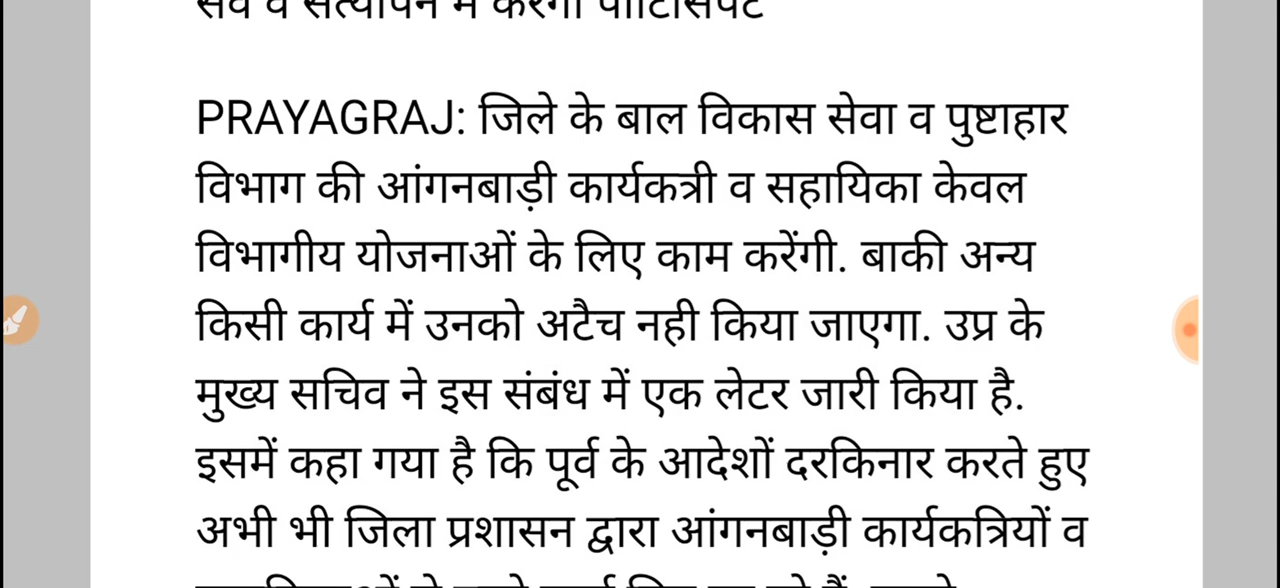 PRAYAGRAJ: जिले के बाल विकास सेवा व पुष्टाहार
विभाग की आंगनबाड़ी कार्यकत्री व सहायिका केवल
विभागीय योजनाओं के लिए काम करेंगी. बाकी अन्य
किसी कार्य में उनको अटैच नही किया जाएगा. उप्र के
मुख्य सचिव ने इस संबंध में एक लेटर जारी किया है.
इसमें कहा गया है कि पूर्व के आदेशों दरकिनार करते हुए
अभी भी जिला प्रशासन द्वारा आंगनबाड़ी कार्यकत्रियों व